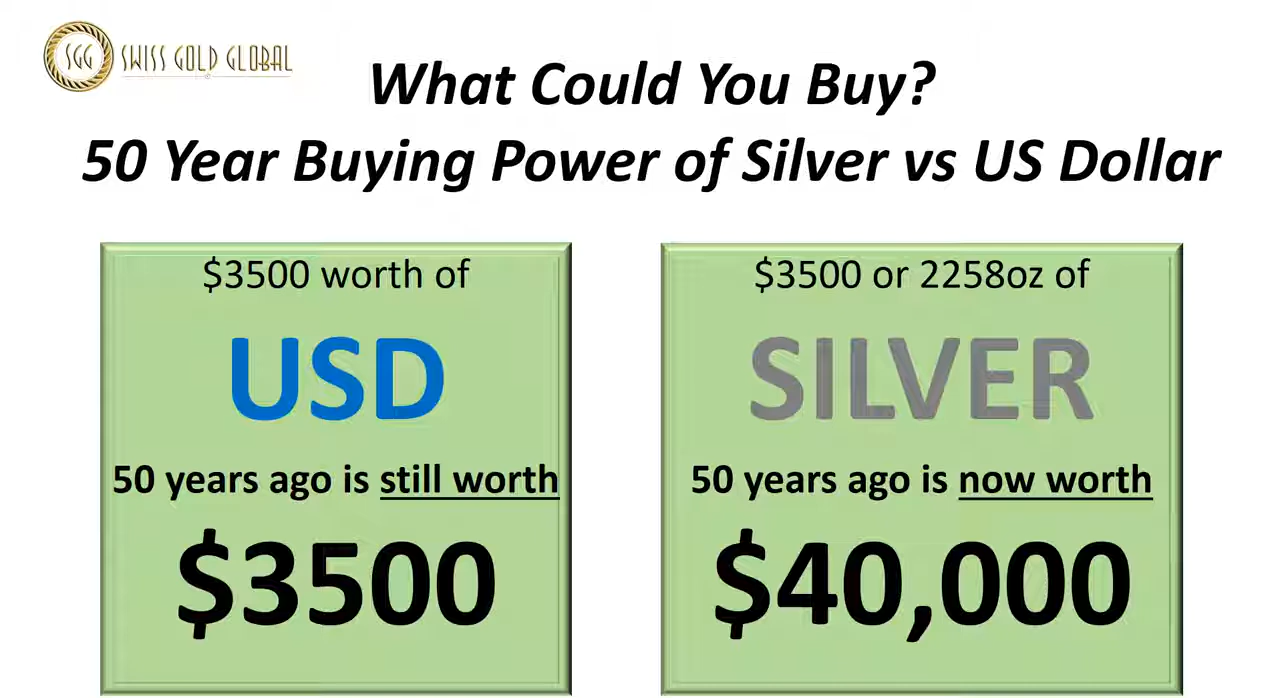 SGG SWISS GOLD GLOBAL
What Could You Buy?
50 Year Buying Power of Silver vs US Dollar
$3500 worth of
USD
50 years ago is still worth
$3500
$3500 or 2258oz of
SILVER
50 years ago is now worth
$40,000